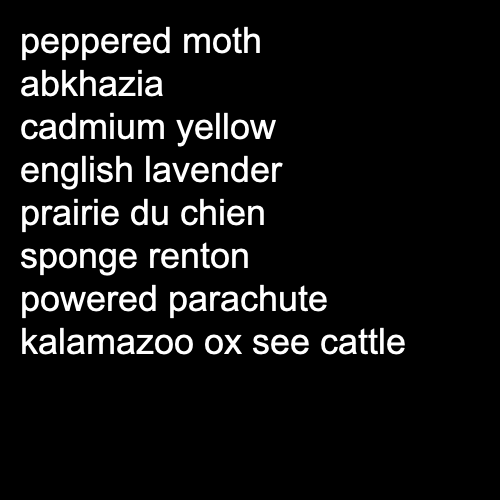 peppered moth
abkhazia
cadmium yellow
english lavender
prairie du chien
sponge renton
powered parachute
kalamazoo ox see cattle